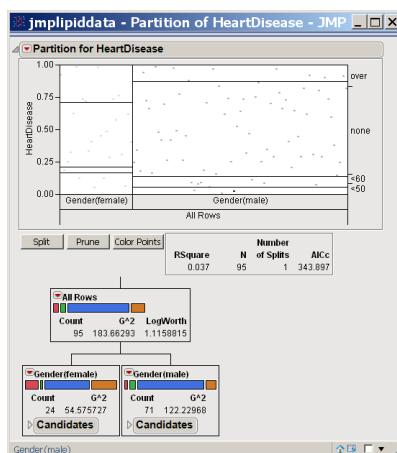 jmplipiddata - Partition of HeartDisease - JMP
Partition for HeartDisease
1.00
0.75
0.50
0.25
0.00
HeartDisease
over
none
<60
<50
Gender(female) Gender(male)
All Rows
Split Prune Color Points
Number
RSquare N of Splits AICc
0.037 95 1 343.897
All Rows
Count G^2 LogWorth
95 183.66293 1.1158815
Gender(female) Gender(male)
Count G^2 Count G^2
24 54.575727 71 122.22968
Candidates Candidates
Gender(male)